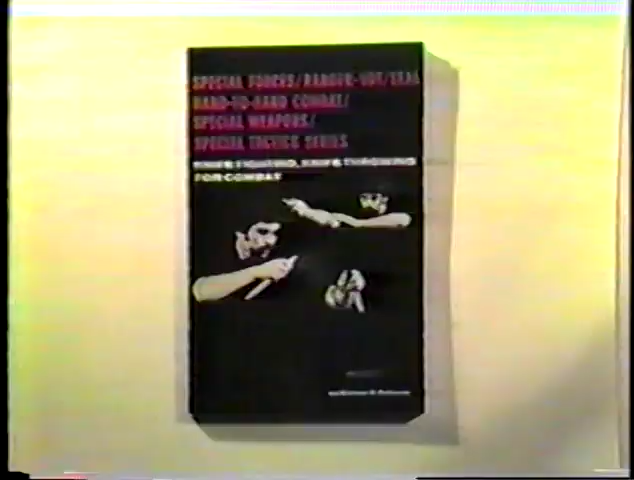 SPECIAL FORCES/RANGER-UDT/SEAL
HAND-TO-HAND COMBAT/
SPECIAL WEAPONS/
SPECIAL TACTICS SERIES
KNIFE FIGHTING, KNIFE THROWING
FOR COMBAT